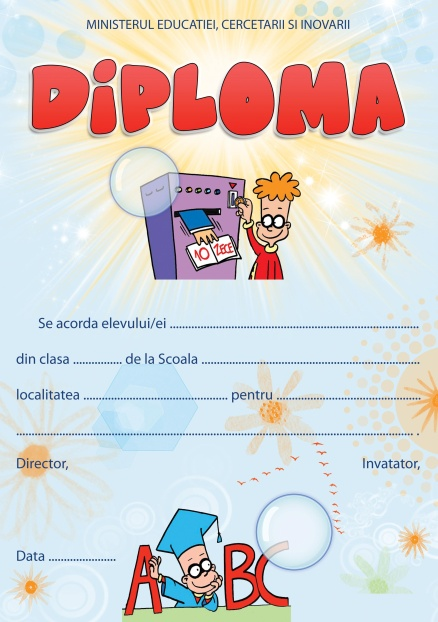 MINISTERUL EDUCATIEI, CERCETARII SI INOVARII
DiPLOMA
10 ZECE
Se acorda elevului/ei ...............................................................
din clasa .............. de la Scoala .......................................................
localitatea ..................................... pentru .....................................
..................................................................................................... .
Director, Invatator,
ABC
Data .................